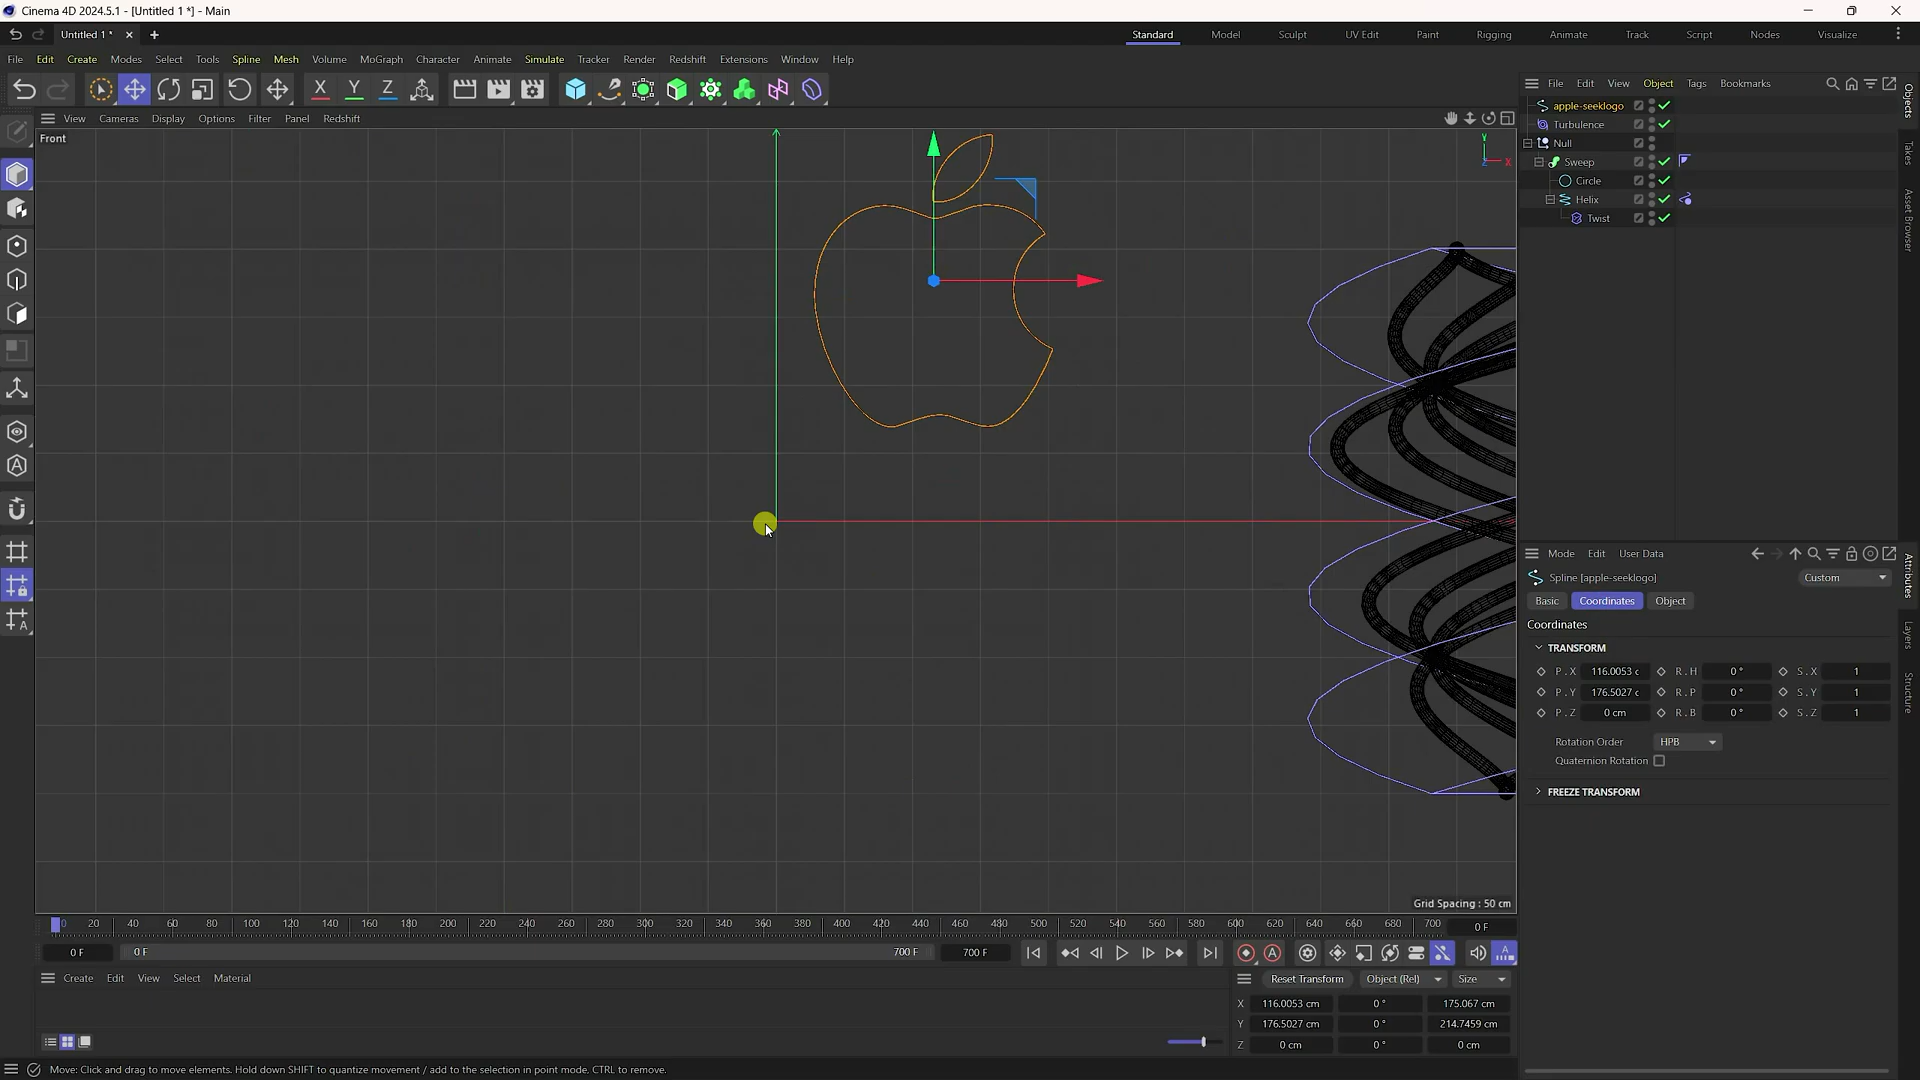 Cinema 4D 2024.5.1 - [Untitled 1 *] - Main
Untitled 1 *
Standard Model Sculpt UV Edit Paint Rigging Animate Track Script Nodes Visualize
File Edit Create Modes Select Tools Spline Mesh Volume MoGraph Character Animate Simulate Tracker Render Redshift Extensions Window Help
X Y Z
File Edit View Object Tags Bookmarks
View Cameras Display Options Filter Panel Redshift
Front
Y
X
Z
apple-seeklogo
Turbulence
Null
Sweep
Circle
Helix
Twist
Objects
Takes
Asset Browser
Mode Edit User Data
Spline [apple-seeklogo] Custom
Basic Coordinates Object
Coordinates
TRANSFORM
P . X 116.0053 c R . H 0 ° S . X 1
P . Y 176.5027 c R . P 0 ° S . Y 1
P . Z 0 cm R . B 0 ° S . Z 1
Rotation Order HPB
Quaternion Rotation
FREEZE TRANSFORM
Attributes
Layers
Structure
Grid Spacing : 50 cm
0 20 40 60 80 100 120 140 160 180 200 220 240 260 280 300 320 340 360 380 400 420 440 460 480 500 520 540 560 580 600 620 640 660 680 700 0 F
0 F 0 F 700 F 700 F
Create Edit View Select Material
Reset Transform Object (Rel) Size
X 116.0053 cm 0 ° 175.067 cm
Y 176.5027 cm 0 ° 214.7459 cm
Z 0 cm 0 ° 0 cm
Move: Click and drag to move elements. Hold down SHIFT to quantize movement / add to the selection in point mode, CTRL to remove.